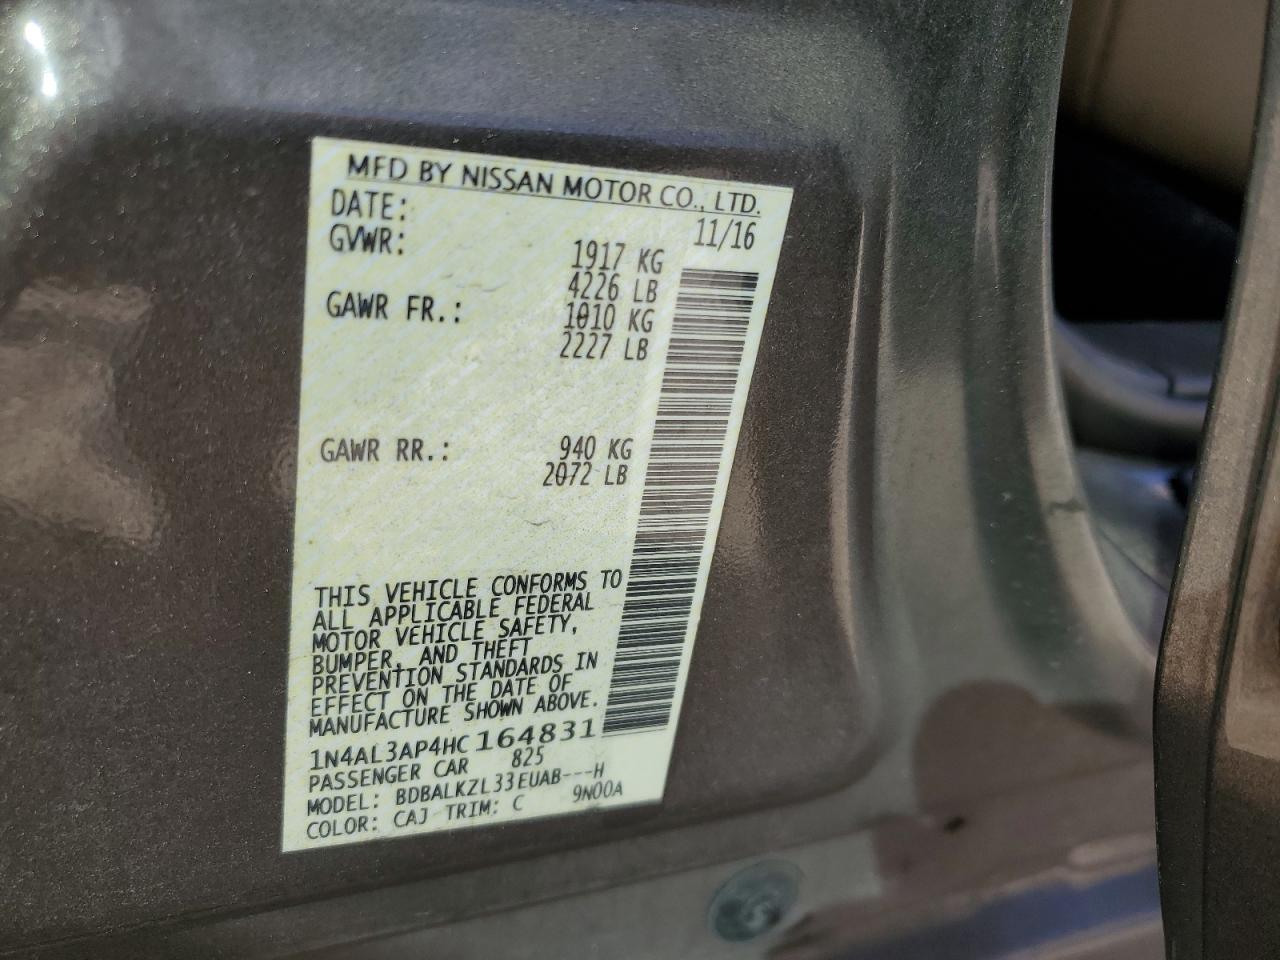 MFD BY NISSAN MOTOR CO., LTD.
DATE: 11/16
GVWR: 1917 KG
4226 LB
GAWR FR.: 1010 KG
2227 LB
GAWR RR.: 940 KG
2072 LB
THIS VEHICLE CONFORMS TO
ALL APPLICABLE FEDERAL
MOTOR VEHICLE SAFETY,
BUMPER, AND THEFT
PREVENTION STANDARDS IN
EFFECT ON THE DATE OF
MANUFACTURE SHOWN ABOVE.
1N4AL3AP4HC164831
PASSENGER CAR 825
MODEL: BDBALKZL33EUAB---H
COLOR: CAJ TRIM: C 9N00A